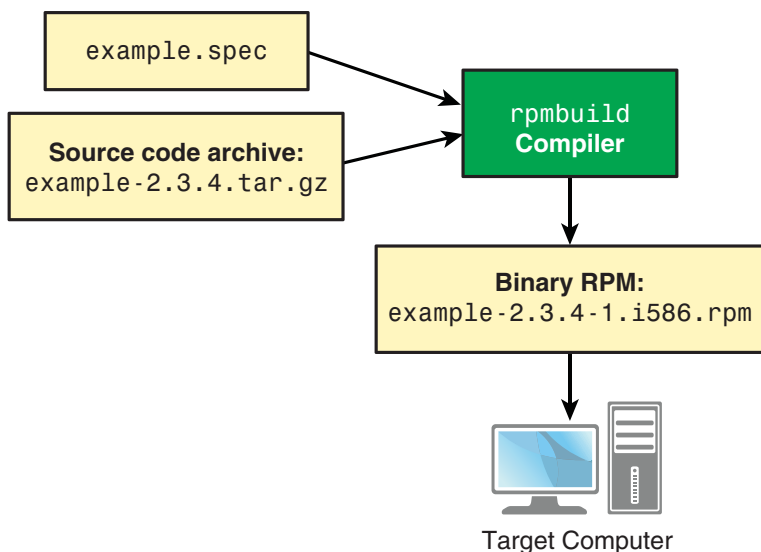 example.spec
Source code archive:
example-2.3.4.tar.gz
rpmbuild
Compiler
Binary RPM:
example-2.3.4-1.i586.rpm
Target Computer